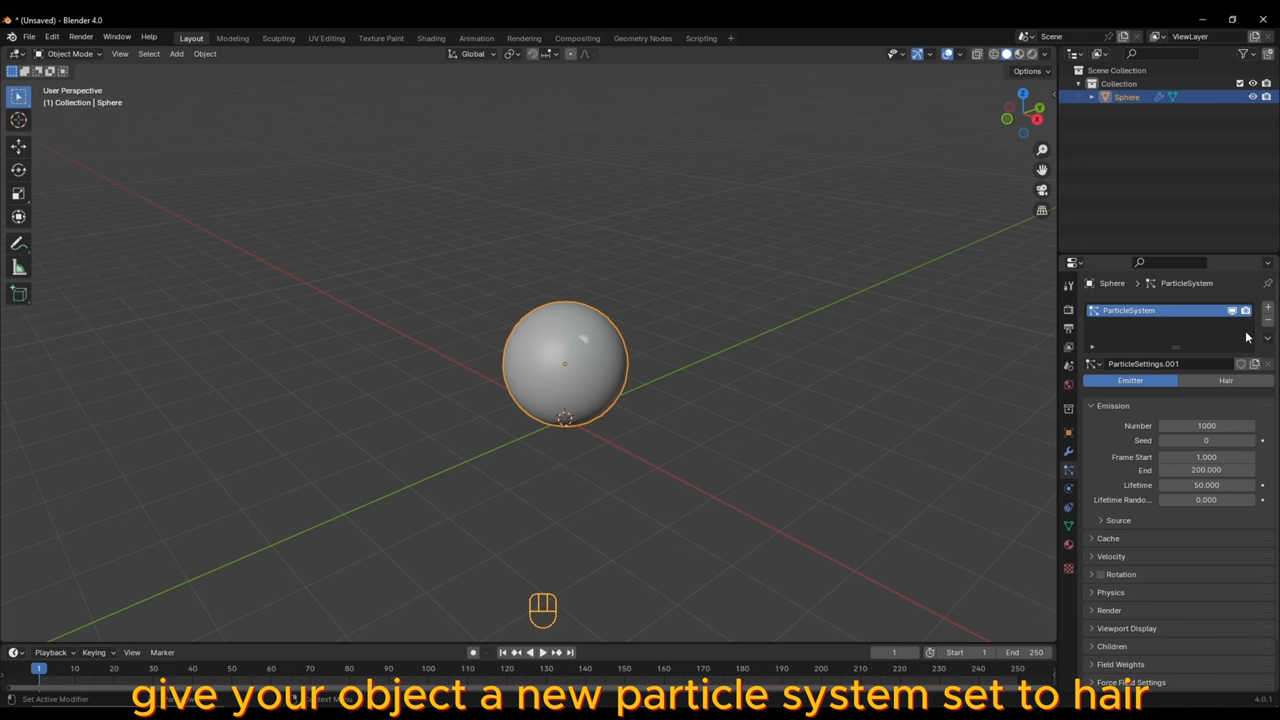 * (Unsaved) - Blender 4.0
File Edit Render Window Help Layout Modeling Sculpting UV Editing Texture Paint Shading Animation Rendering Compositing Geometry Nodes Scripting + Scene ViewLayer
Object Mode View Select Add Object Global
Options
User Perspective
(1) Collection | Sphere
Z
Y
X
Scene Collection
Collection
Sphere
Sphere > ParticleSystem
ParticleSystem
ParticleSettings.001
Emitter Hair
Emission
Number 1000
Seed 0
Frame Start 1.000
End 200.000
Lifetime 50.000
Lifetime Rando... 0.000
Source
Cache
Velocity
Rotation
Physics
Render
Viewport Display
Children
Field Weights
Force Field Settings
Playback Keying View Marker 1 Start 1 End 250
1 10 20 30 40 50 60 70 80 90 100 110 120 130 140 150 160 170 180 190 200 210 220 230 240 250
Set Active Modifier
4.0.1
give your object a new particle system set to hair